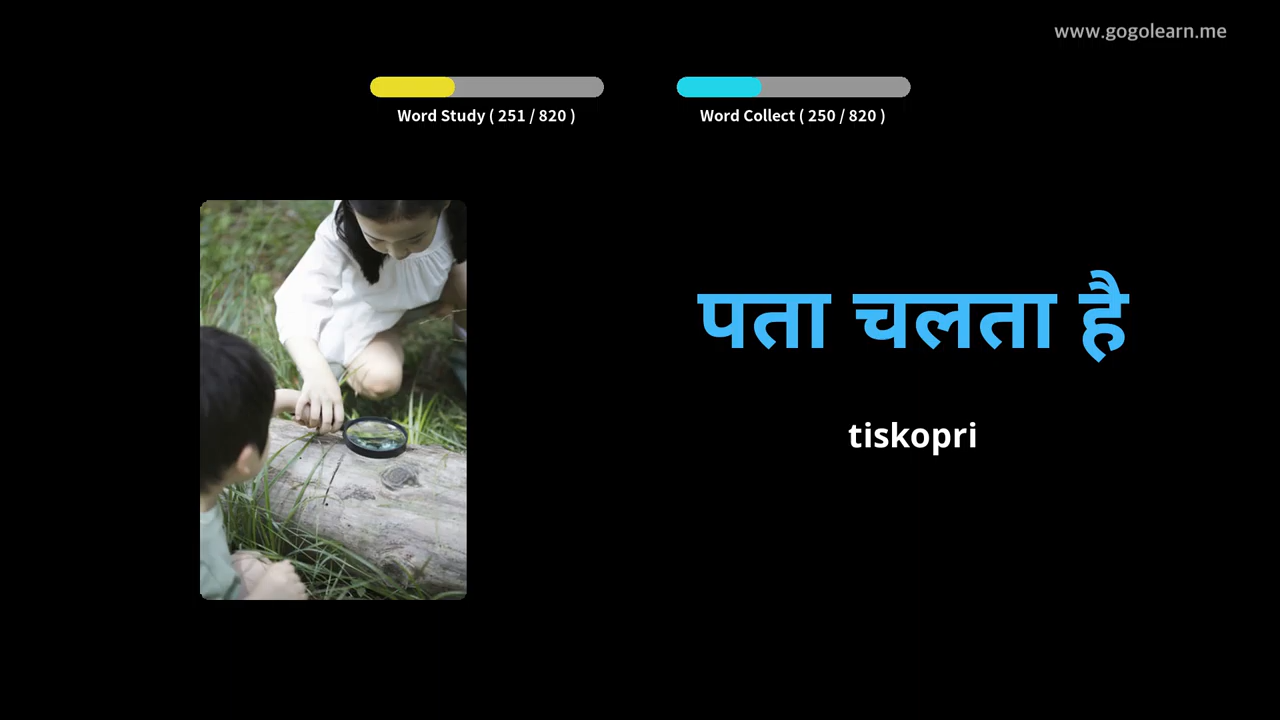 www.gogolearn.me
Word Study ( 251 / 820 )
Word Collect ( 250 / 820 )
पता चलता है
tiskopri